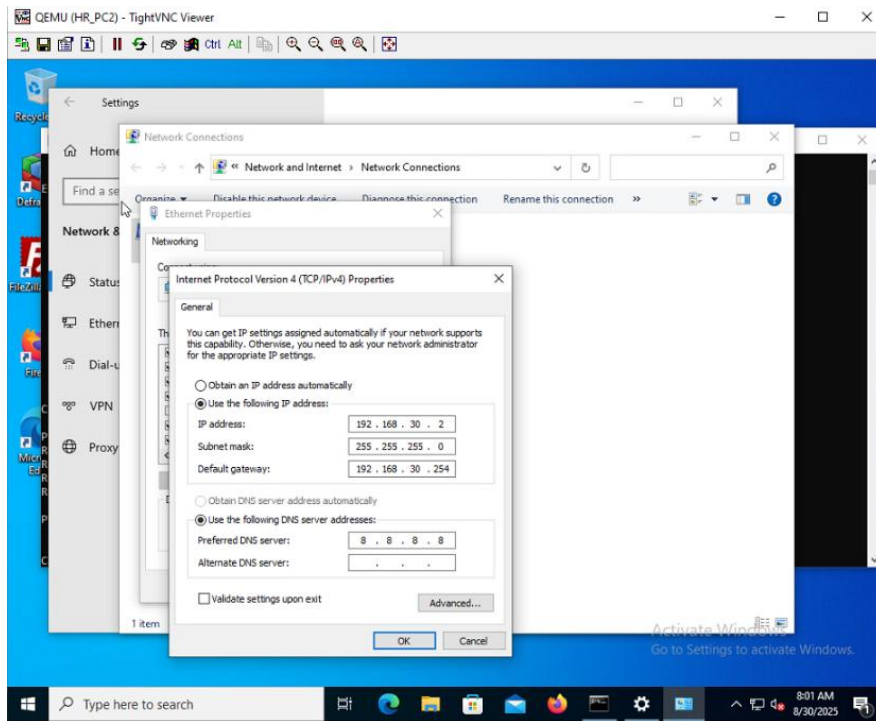 QEMU (HR_PC2) - TightVNC Viewer
Ctrl Alt
Settings
Network Connections
Home
Network and Internet › Network Connections
Find a se
Organize Disable this network device Diagnose this connection Rename this connection »
Ethernet Properties
Network &
Networking
Status
Internet Protocol Version 4 (TCP/IPv4) Properties
General
You can get IP settings assigned automatically if your network supports
this capability. Otherwise, you need to ask your network administrator
for the appropriate IP settings.
Ethern
Dial-u
VPN
Proxy
Obtain an IP address automatically
Use the following IP address:
IP address: 192 . 168 . 30 . 2
Subnet mask: 255 . 255 . 255 . 0
Default gateway: 192 . 168 . 30 . 254
Obtain DNS server address automatically
Use the following DNS server addresses:
Preferred DNS server: 8 . 8 . 8 . 8
Alternate DNS server: . . .
Validate settings upon exit
Advanced...
OK Cancel
1 item
Activate Windows
Go to Settings to activate Windows.
Type here to search
8:01 AM
8/30/2025